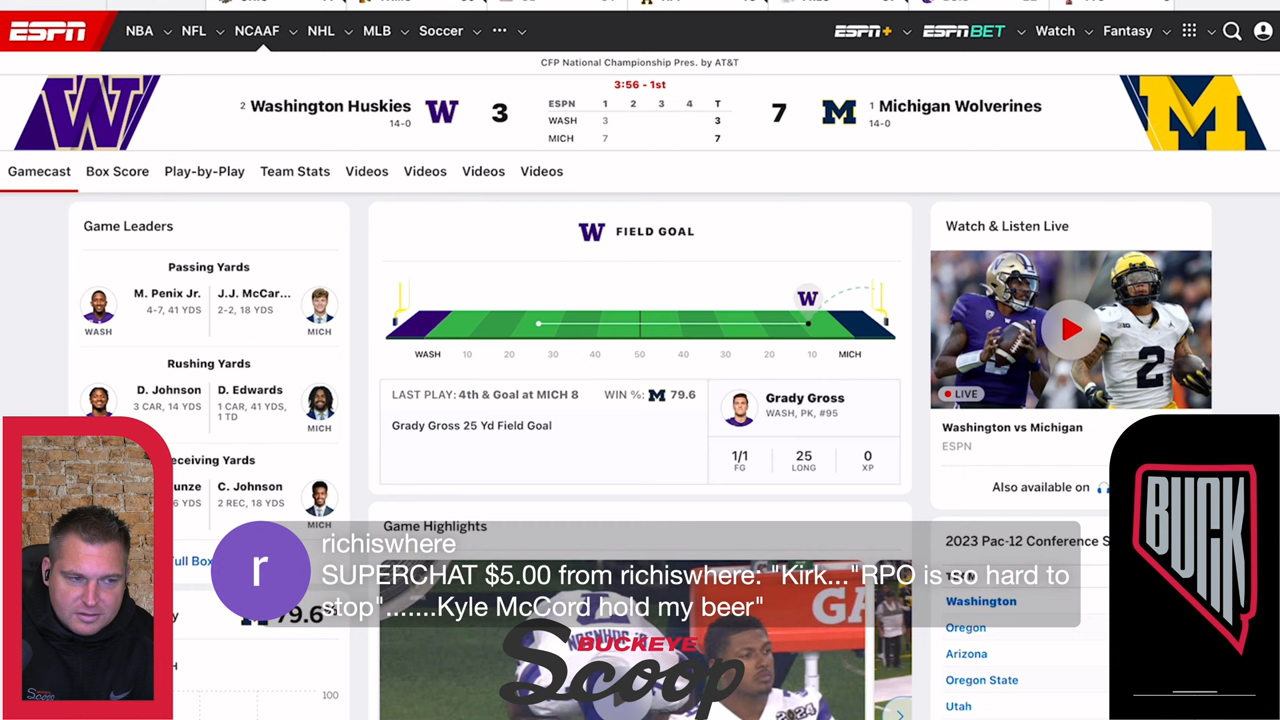 ESPN NBA NFL NCAAF NHL MLB Soccer ••• ESPN+ ESPN BET Watch Fantasy
CFP National Championship Pres. by AT&T
3:56 - 1st
2 Washington Huskies W 3
14-0
ESPN 1 2 3 4 T
WASH 3 3
MICH 7 7
7 M 1 Michigan Wolverines
14-0
Gamecast Box Score Play-by-Play Team Stats Videos Videos Videos Videos
Game Leaders
Passing Yards
M. Penix Jr. J.J. McCar...
4-7, 41 YDS 2-2, 18 YDS
WASH MICH
Rushing Yards
D. Johnson D. Edwards
3 CAR, 14 YDS 1 CAR, 41 YDS,
1 TD
MICH
eceiving Yards
unze C. Johnson
6 YDS 2 REC, 18 YDS
MICH
ull Box
79.6
100
W FIELD GOAL
W
WASH 10 20 30 40 50 40 30 20 10 MICH
LAST PLAY: 4th & Goal at MICH 8 WIN %: M 79.6
Grady Gross 25 Yd Field Goal
Grady Gross
WASH, PK, #95
1/1 25 0
FG LONG XP
Game Highlights
Watch & Listen Live
LIVE
Washington vs Michigan
ESPN
Also available on
2023 Pac-12 Conference S
Washington
Oregon
Arizona
Oregon State
Utah
r
richiswhere
SUPERCHAT $5.00 from richiswhere: "Kirk..."RPO is so hard to
stop".......Kyle McCord hold my beer"
BUCKEYE
Scoop
BUCK
2024